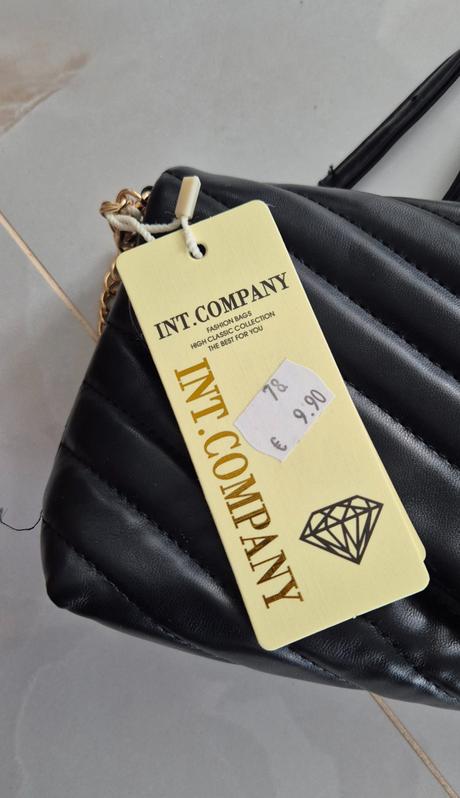 INT.COMPANY
FASHION BAGS
HIGH CLASSIC COLLECTION
THE BEST FOR YOU
INT.COMPANY
78
€ 9.90